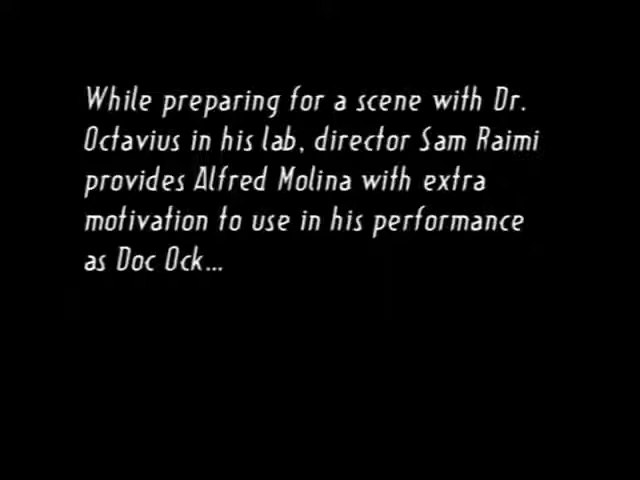 While preparing for a scene with Dr.
Octavius in his lab, director Sam Raimi
provides Alfred Molina with extra
motivation to use in his performance
as Doc Ock...